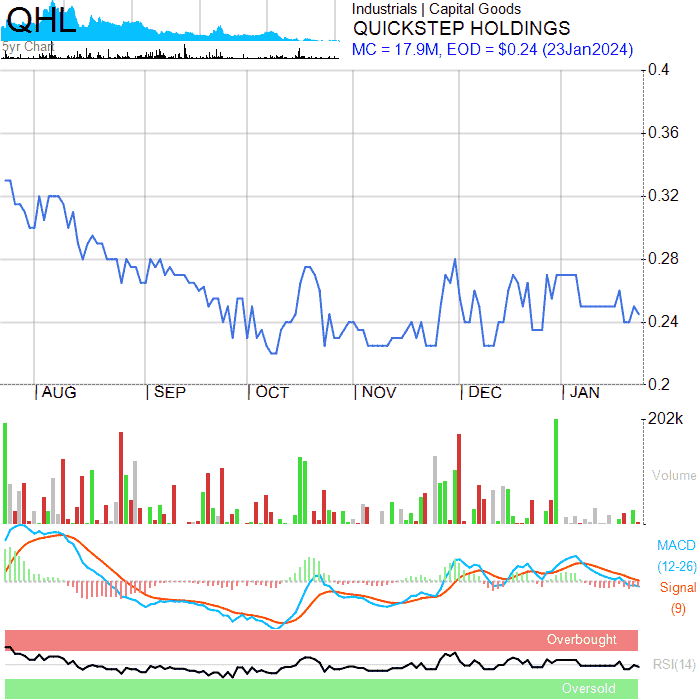 QHL
5yr Chart
Industrials | Capital Goods
QUICKSTEP HOLDINGS
MC = 17.9M, EOD = $0.24 (23Jan2024)
0.4
0.36
0.32
0.28
0.24
0.2
| AUG | SEP | OCT | NOV | DEC | JAN
202k
Volume
MACD
(12-26)
Signal
(9)
Overbought
RSI(14)
Oversold